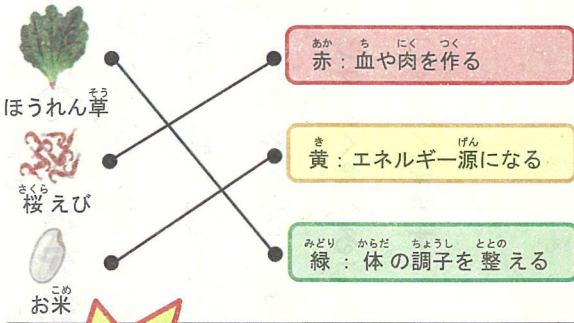 ほうれん草
桜えび
お米
赤：血や肉を作る
黄：エネルギー源になる
緑：体の調子を整える